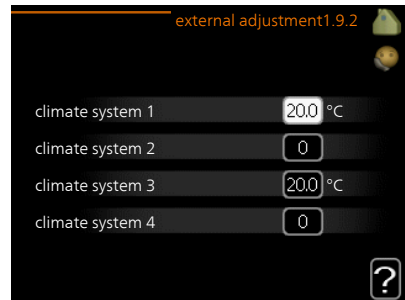 external adjustment1.9.2
climate system 1 20.0 °C
climate system 2 0
climate system 3 20.0 °C
climate system 4 0
?